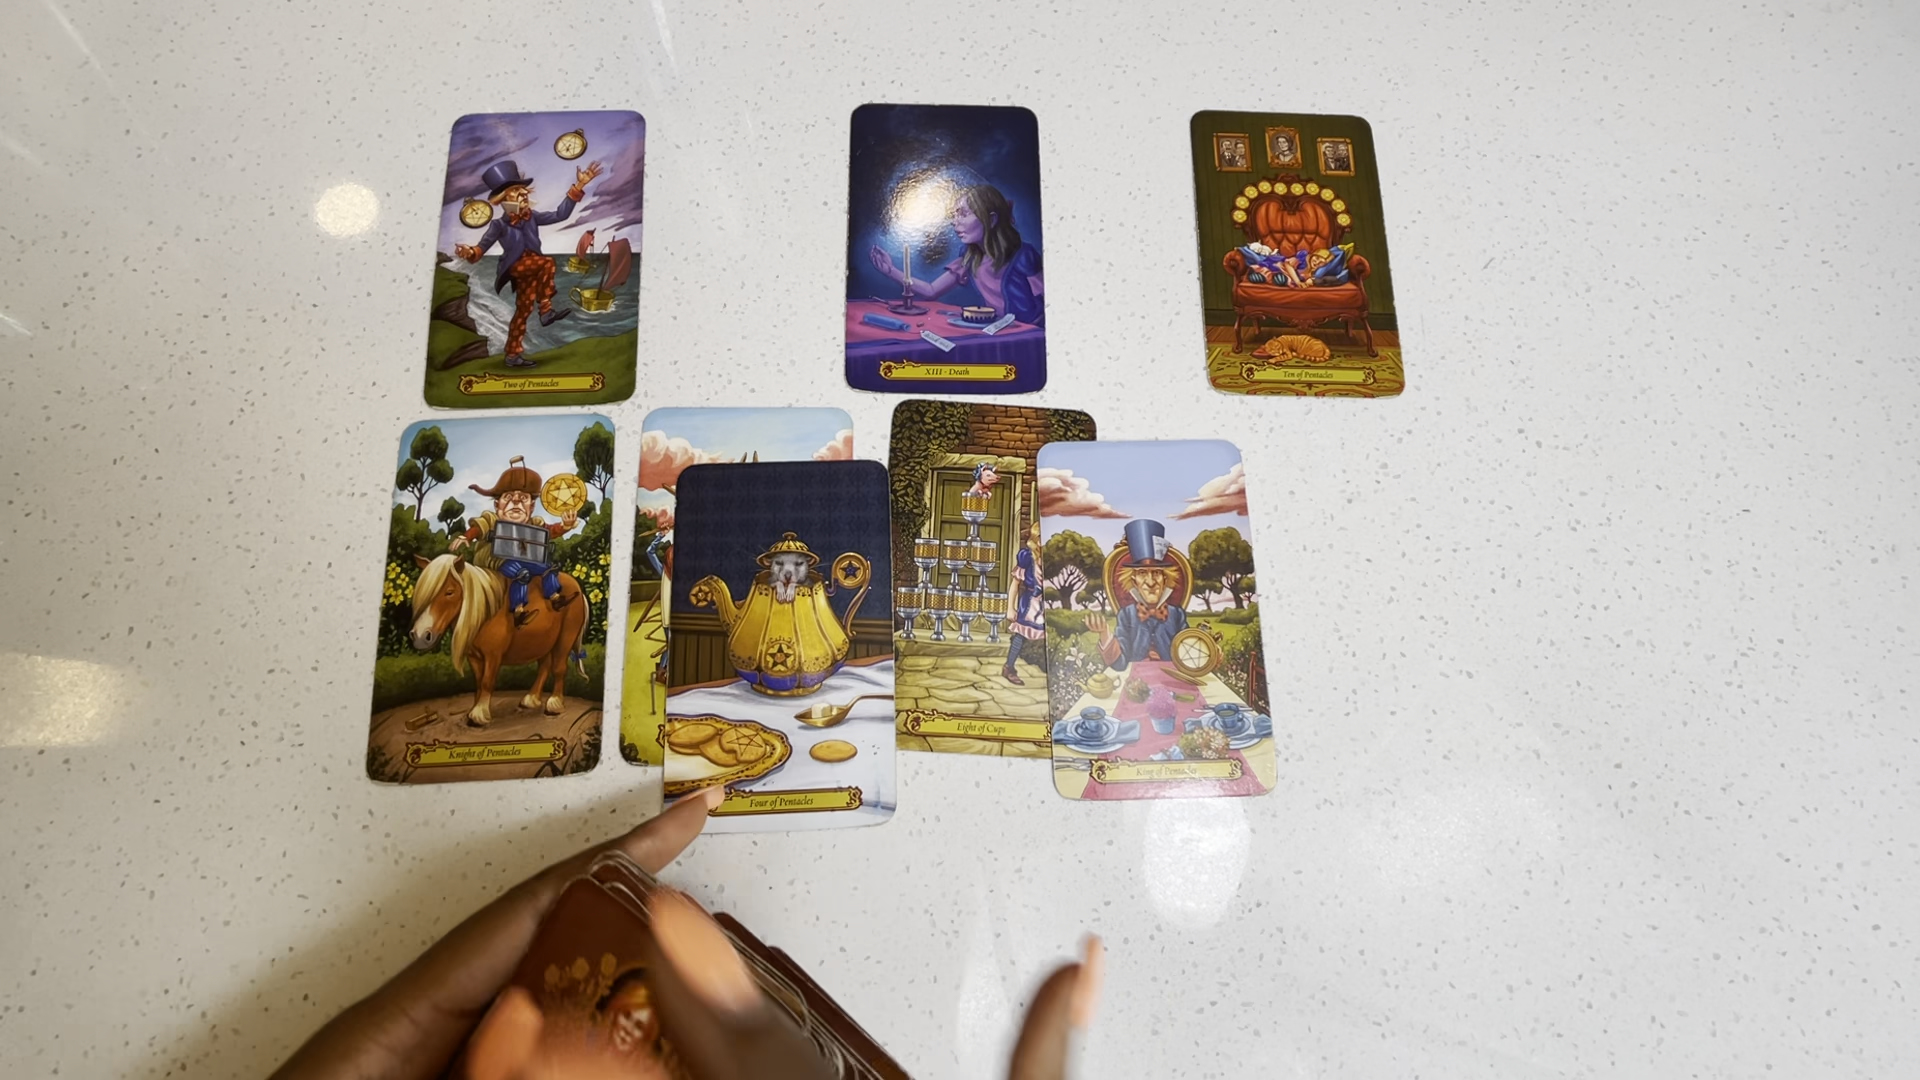 Two of Pentacles
XIII - Death
Ten of Pentacles
Knight of Pentacles
Four of Pentacles
Eight of Cups
King of Pentacles